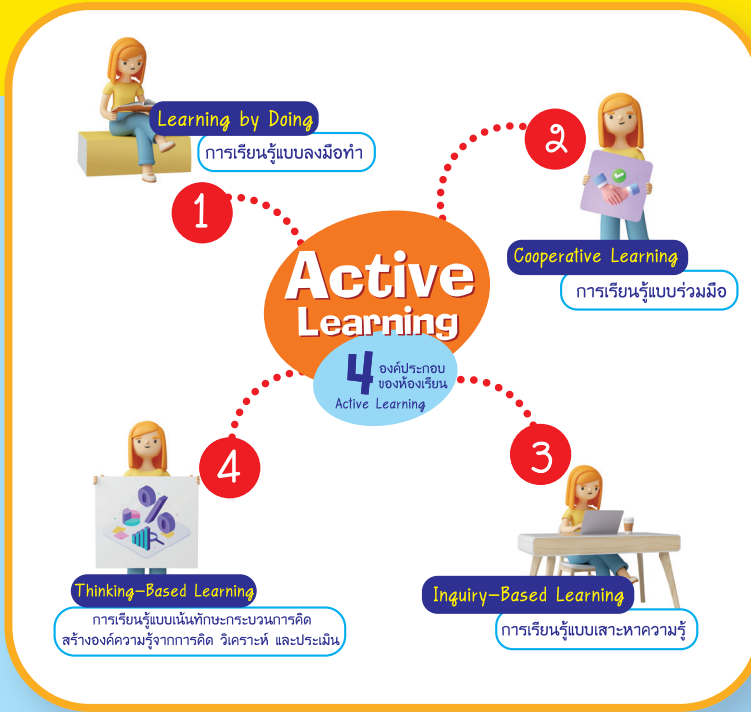 Learning by Doing
การเรียนรู้แบบลงมือทำ
1
2
Cooperative Learning
การเรียนรู้แบบร่วมมือ
Active
Learning
4 องค์ประกอบ
ของห้องเรียน
Active Learning
3
Inquiry-Based Learning
การเรียนรู้แบบเสาะหาความรู้
4
Thinking-Based Learning
การเรียนรู้แบบเน้นทักษะกระบวนการคิด
สร้างองค์ความรู้จากการคิด วิเคราะห์ และประเมิน
%